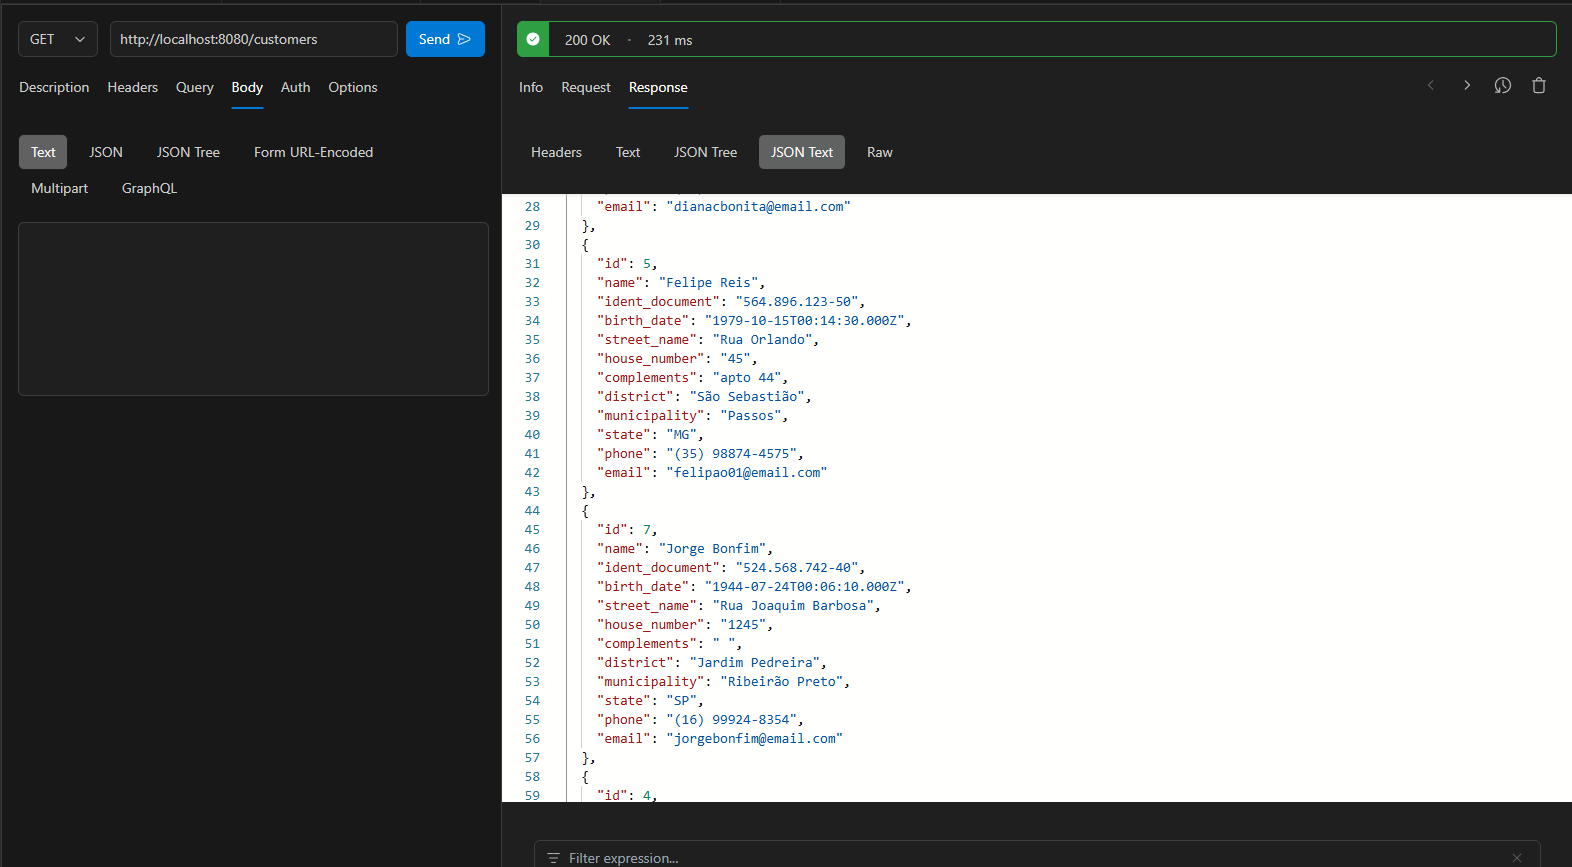 GET
http://localhost:8080/customers
Send
Description Headers Query Body Auth Options
Text JSON JSON Tree Form URL-Encoded
Multipart GraphQL
200 OK · 231 ms
Info Request Response
Headers Text JSON Tree JSON Text Raw
28 "email": "dianacbonita@email.com"
29 },
30 {
31 "id": 5,
32 "name": "Felipe Reis",
33 "ident_document": "564.896.123-50",
34 "birth_date": "1979-10-15T00:14:30.000Z",
35 "street_name": "Rua Orlando",
36 "house_number": "45",
37 "complements": "apto 44",
38 "district": "São Sebastião",
39 "municipality": "Passos",
40 "state": "MG",
41 "phone": "(35) 98874-4575",
42 "email": "felipao01@email.com"
43 },
44 {
45 "id": 7,
46 "name": "Jorge Bonfim",
47 "ident_document": "524.568.742-40",
48 "birth_date": "1944-07-24T00:06:10.000Z",
49 "street_name": "Rua Joaquim Barbosa",
50 "house_number": "1245",
51 "complements": " ",
52 "district": "Jardim Pedreira",
53 "municipality": "Ribeirão Preto",
54 "state": "SP",
55 "phone": "(16) 99924-8354",
56 "email": "jorgebonfim@email.com"
57 },
58 {
59 "id": 4,
Filter expression...